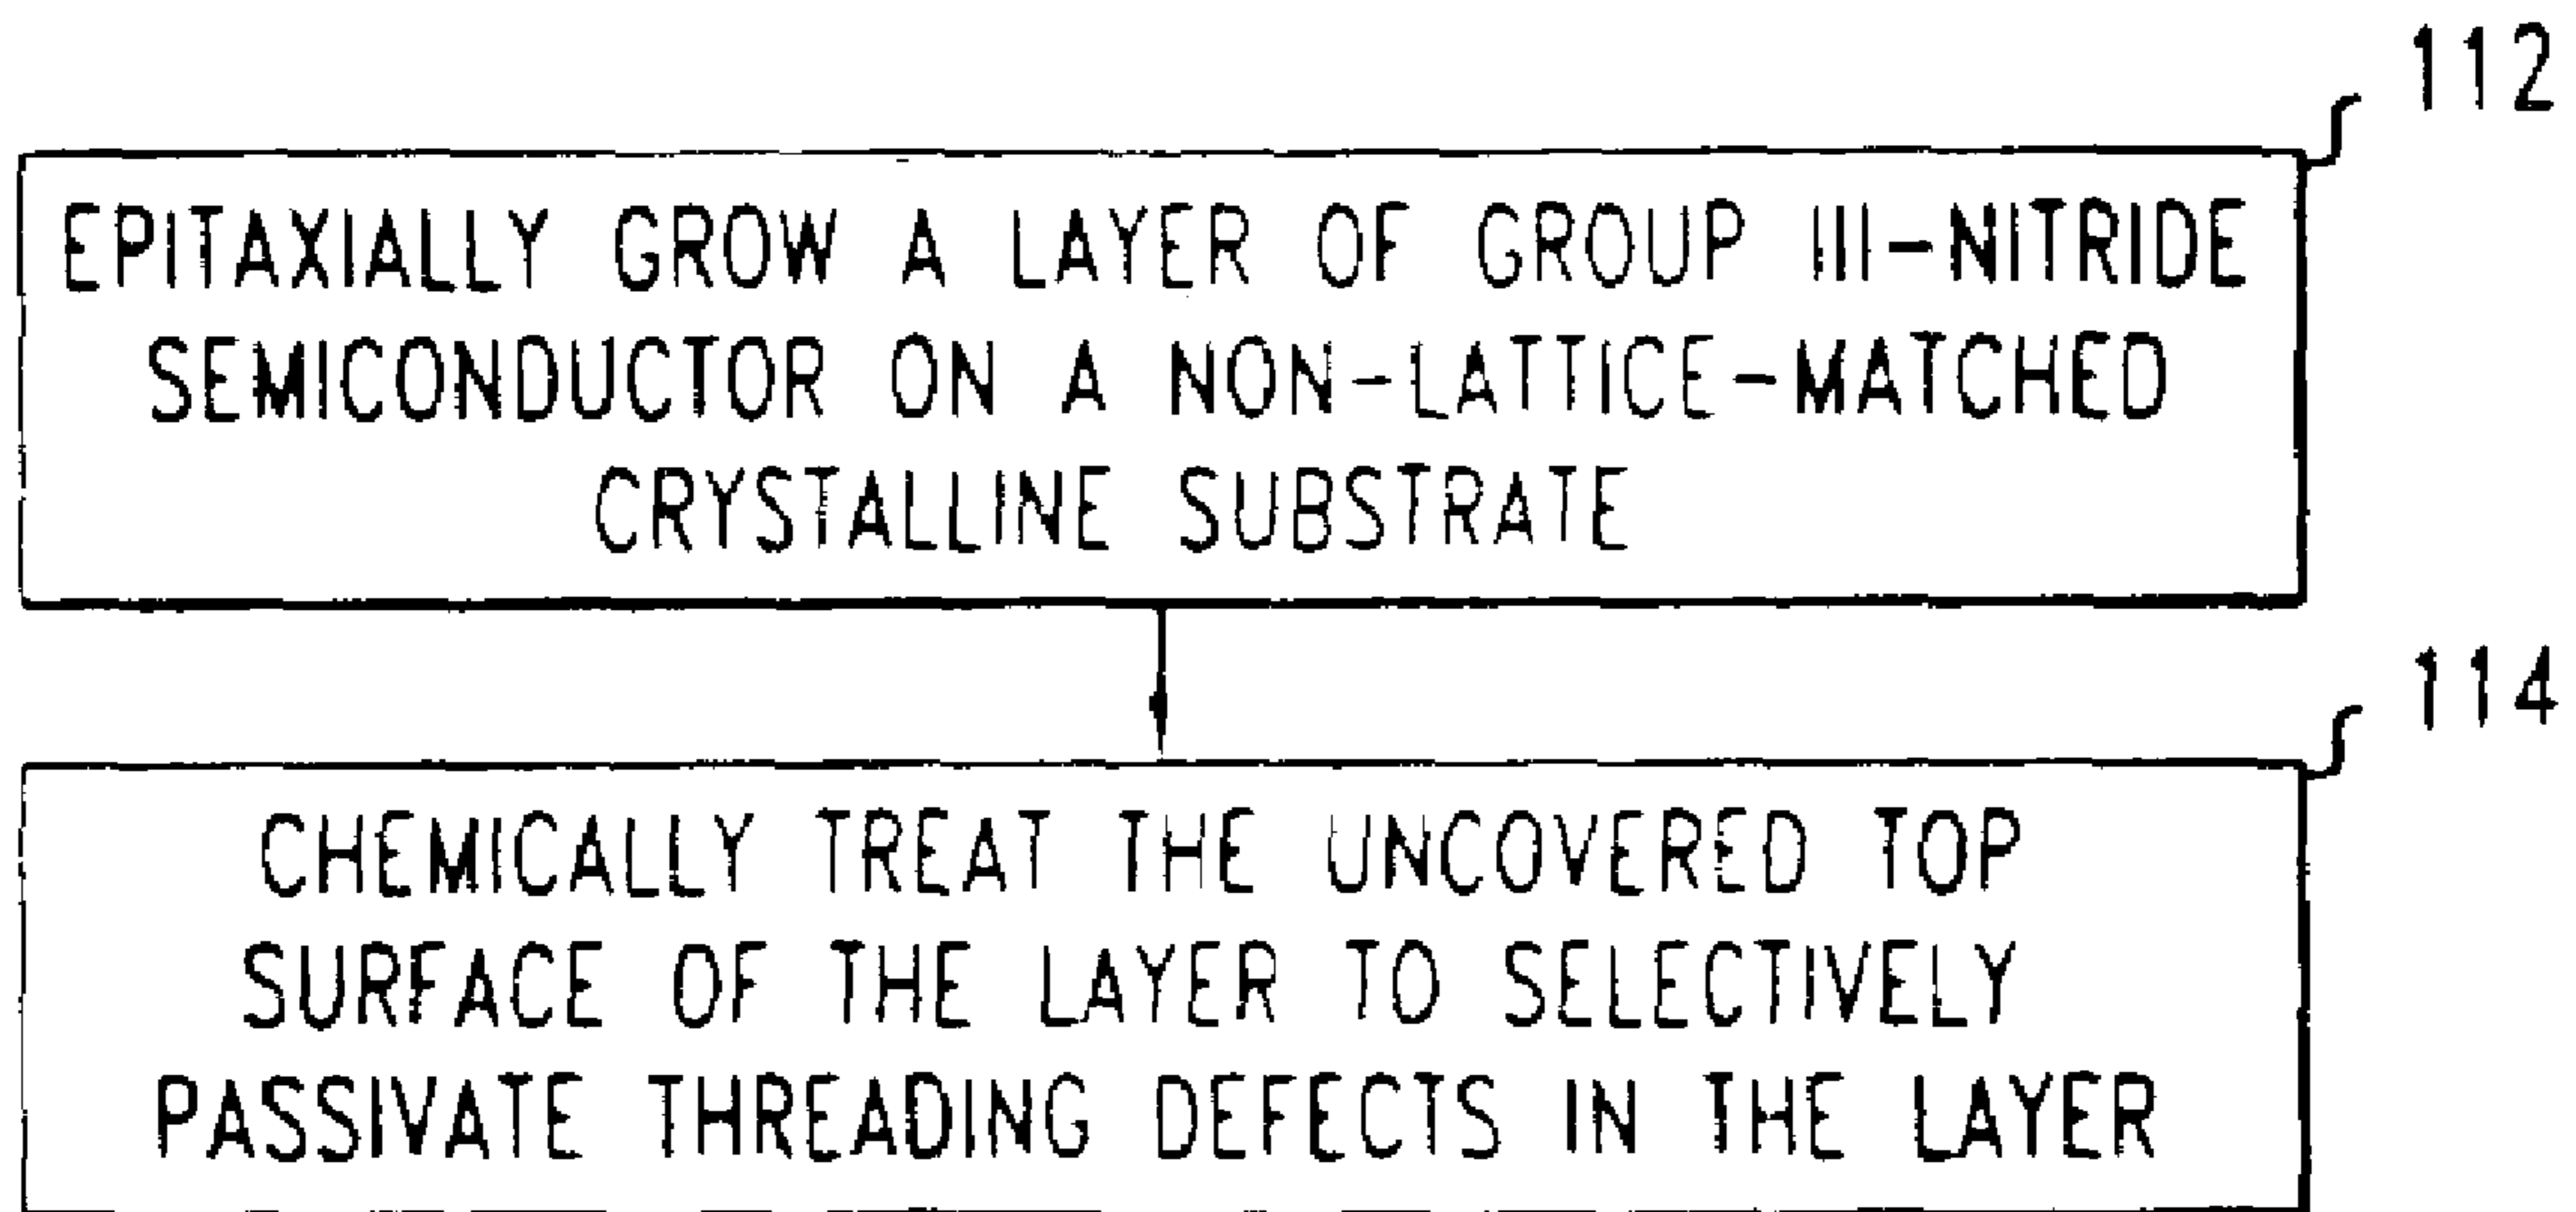 112
EPITAXIALLY GROW A LAYER OF GROUP III-NITRIDE
SEMICONDUCTOR ON A NON-LATTICE-MATCHED
CRYSTALLINE SUBSTRATE
114
CHEMICALLY TREAT THE UNCOVERED TOP
SURFACE OF THE LAYER TO SELECTIVELY
PASSIVATE THREADING DEFECTS IN THE LAYER